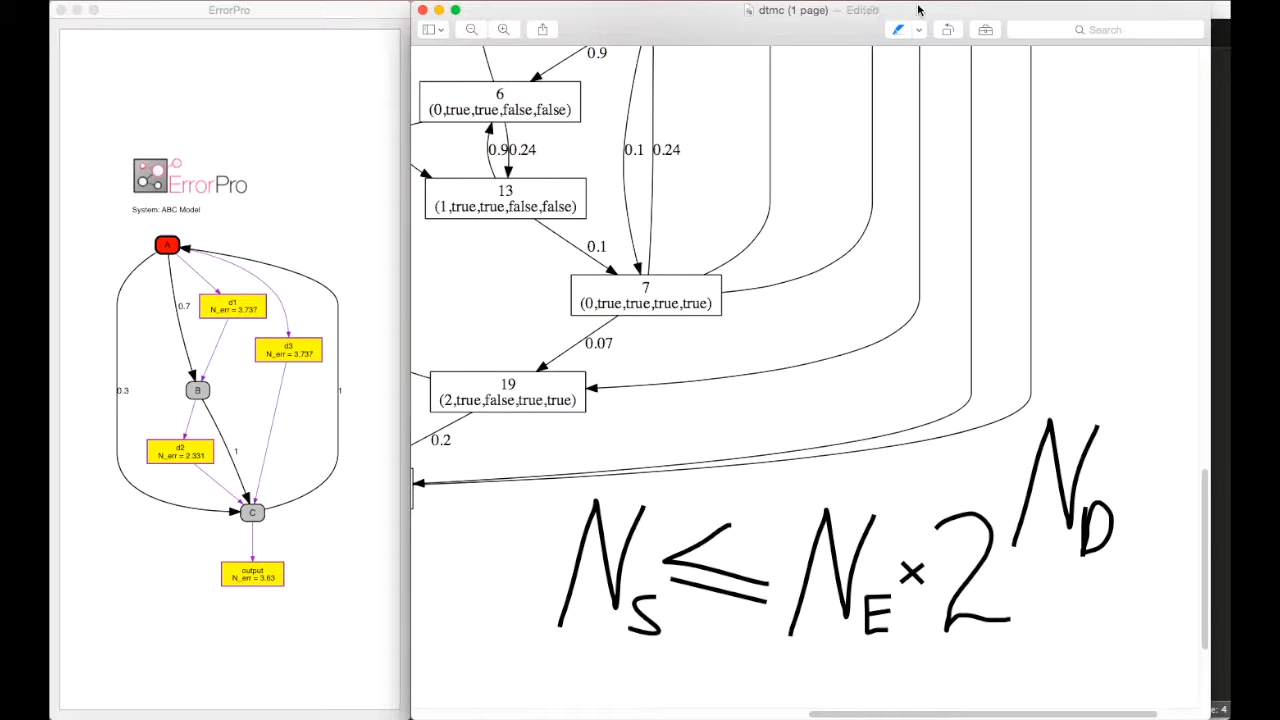 ErrorPro
dtmc (1 page) — Edited
Search
ErrorPro
System: ABC Model
A
0.7
d1
N_err = 3.737
d3
N_err = 3.737
0.3
B
1
d2
N_err = 2.331
1
C
output
N_err = 3.63
0.9
6
(0,true,true,false,false)
0.9 0.24
13
(1,true,true,false,false)
0.1 0.24
0.1
7
(0,true,true,true,true)
0.07
19
(2,true,false,true,true)
0.2
N_S ≤ N_E × 2^N_D
e: 4